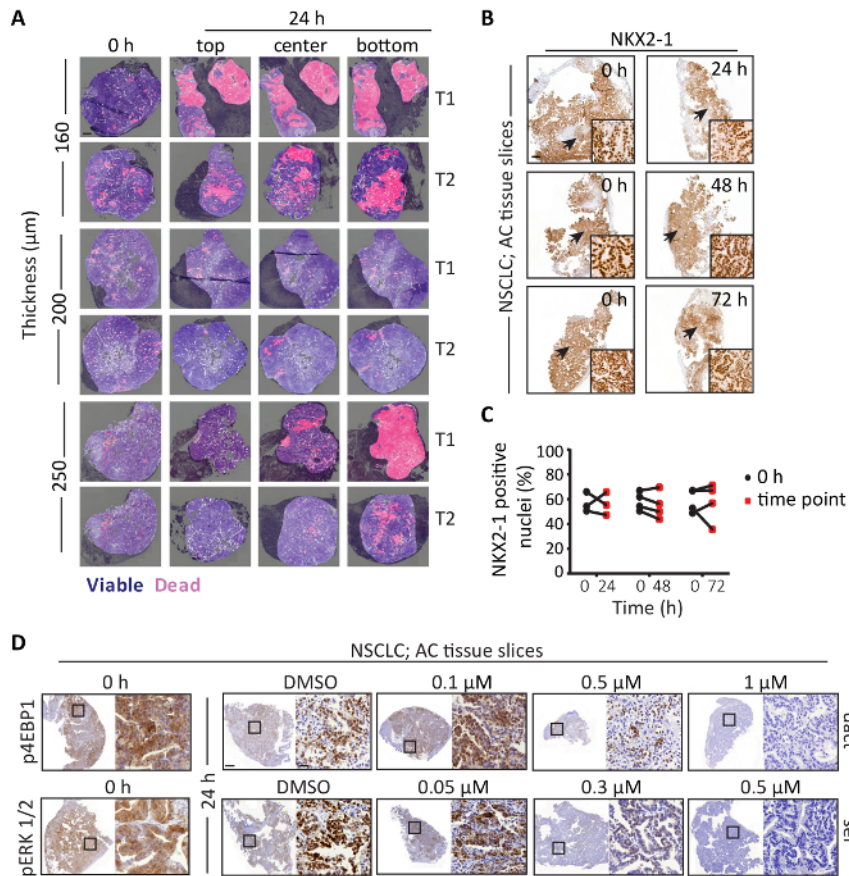 A
24 h
0 h
top
center
bottom
Thickness (µm)
160
T1
T2
200
T1
T2
250
T1
T2
Viable Dead
B
NKX2-1
NSCLC; AC tissue slices
0 h
24 h
0 h
48 h
0 h
72 h
C
NKX2-1 positive
nuclei (%)
100
80
60
40
20
0
0 24
0 48
0 72
Time (h)
0 h
time point
D
NSCLC; AC tissue slices
0 h
DMSO
0.1 µM
0.5 µM
1 µM
p4EBP1
24 h
0 h
DMSO
0.05 µM
0.3 µM
0.5 µM
pERK 1/2